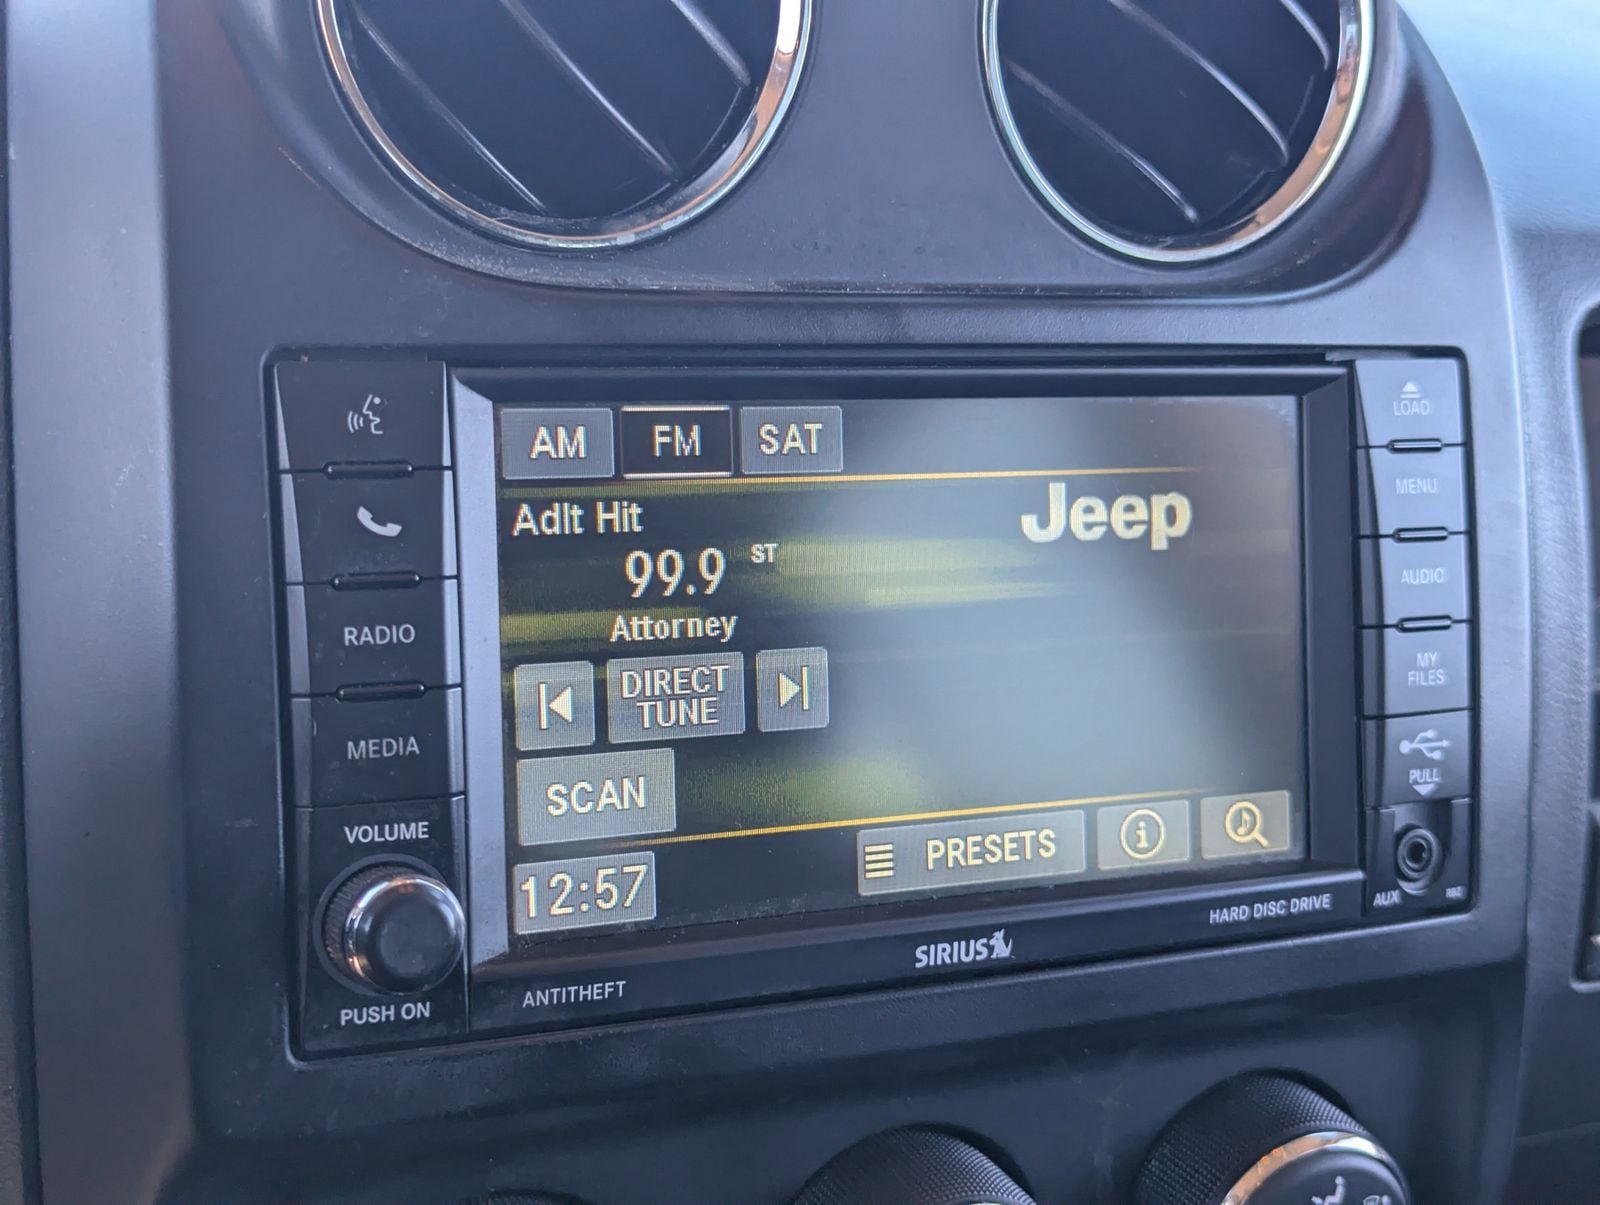 AM FM SAT
Adlt Hit
Jeep
99.9 ST
Attorney
DIRECT
TUNE
SCAN
12:57
PRESETS
i
RADIO
MEDIA
VOLUME
PUSH ON
LOAD
MENU
AUDIO
MY
FILES
PULL
AUX
RBZ
HARD DISC DRIVE
SIRIUS
ANTITHEFT